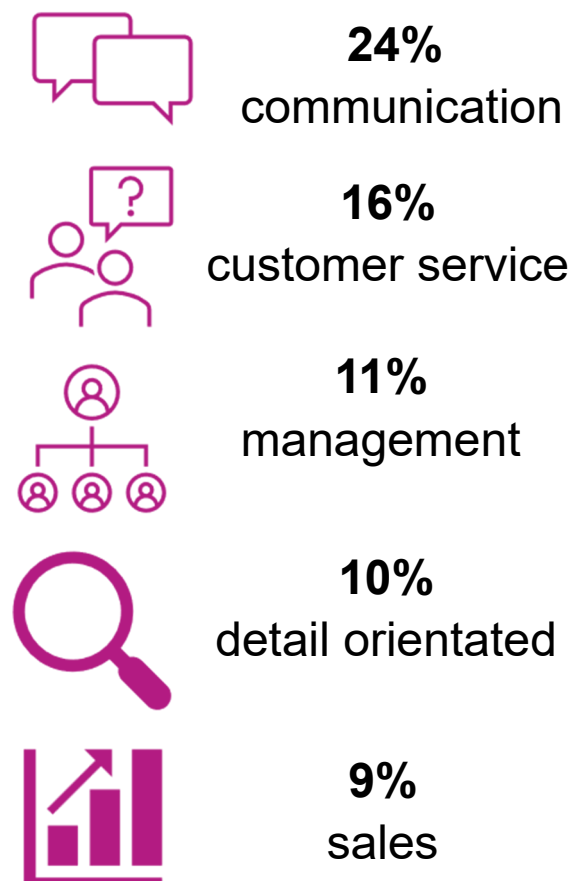 24%
communication
?
16%
customer service
11%
management
10%
detail orientated
9%
sales